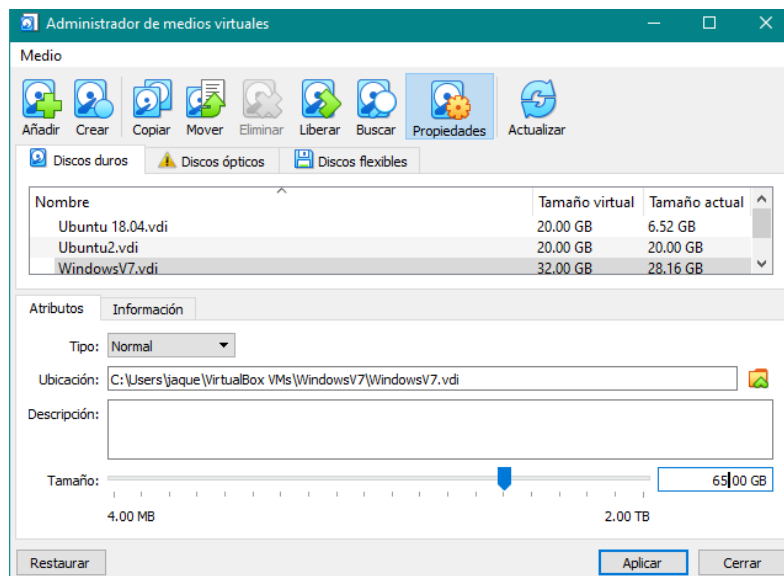 Administrador de medios virtuales
Medio
Añadir Crear Copiar Mover Eliminar Liberar Buscar Propiedades Actualizar
Discos duros Discos ópticos Discos flexibles
Nombre Tamaño virtual Tamaño actual
Ubuntu 18.04.vdi 20.00 GB 6.52 GB
Ubuntu2.vdi 20.00 GB 20.00 GB
WindowsV7.vdi 32.00 GB 28.16 GB
Atributos Información
Tipo: Normal
Ubicación: C:\Users\jaque\VirtualBox VMs\WindowsV7\WindowsV7.vdi
Descripción:
Tamaño: 65.00 GB
4.00 MB 2.00 TB
Restaurar Aplicar Cerrar